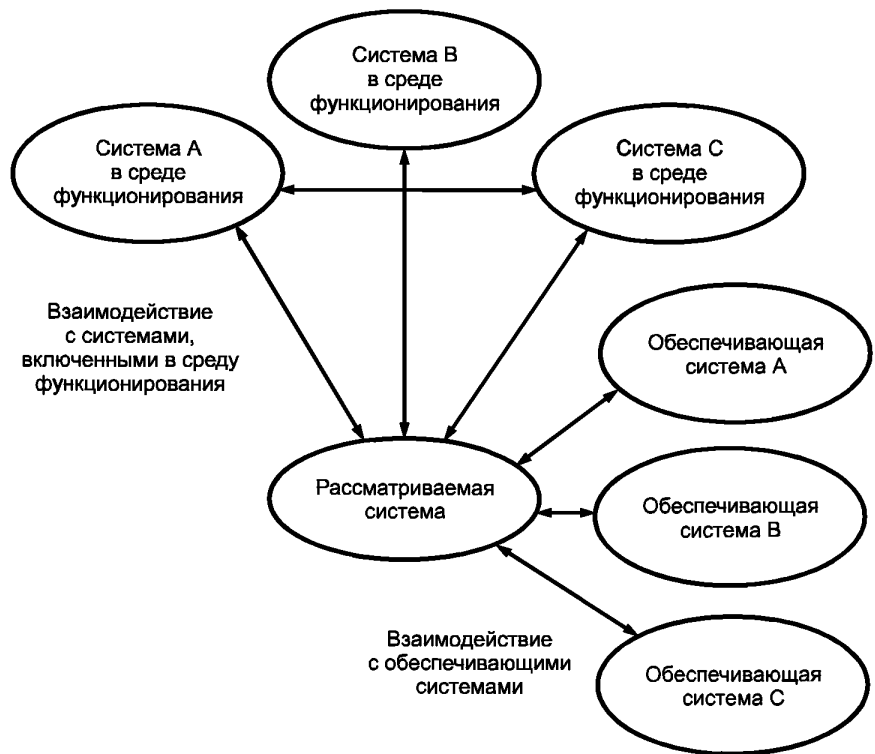 Система В
в среде
функционирования
Система А
в среде
функционирования
Система С
в среде
функционирования
Взаимодействие
с системами,
включенными в среду
функционирования
Обеспечивающая
система А
Рассматриваемая
система
Обеспечивающая
система В
Взаимодействие
с обеспечивающими
системами
Обеспечивающая
система С